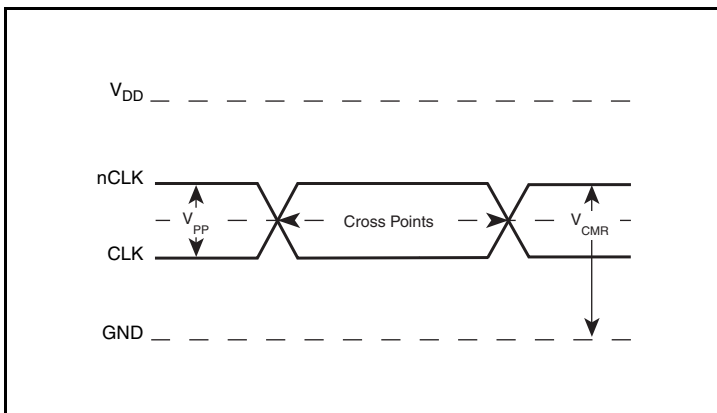 VDD
nCLK
VPP
Cross Points
VCMR
CLK
GND